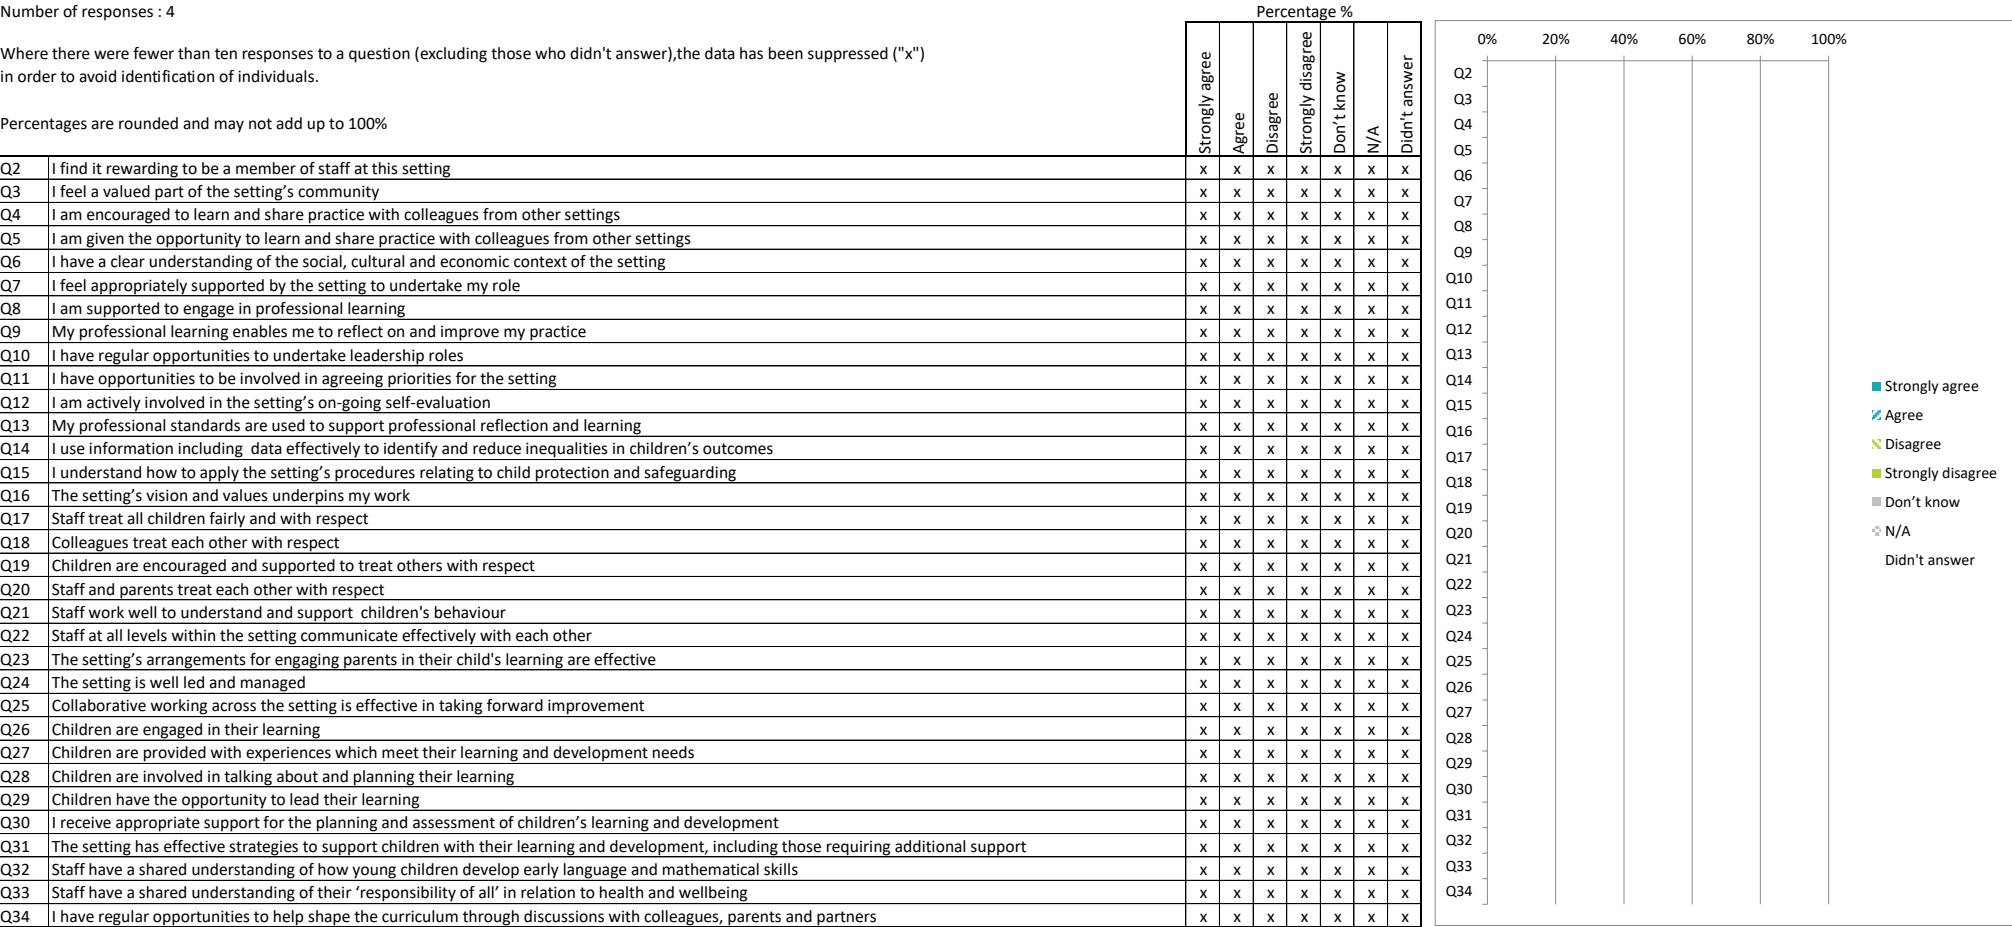 Number of responses : 4
Percentage %
Where there were fewer than ten responses to a question (excluding those who didn't answer),the data has been suppressed ("x")
in order to avoid identification of individuals.
Percentages are rounded and may not add up to 100%
Strongly agree
Agree
Disagree
Strongly disagree
Don't know
N/A
Didn't answer
Q2 I find it rewarding to be a member of staff at this setting x x x x x x x
Q3 I feel a valued part of the setting’s community x x x x x x x
Q4 I am encouraged to learn and share practice with colleagues from other settings x x x x x x x
Q5 I am given the opportunity to learn and share practice with colleagues from other settings x x x x x x x
Q6 I have a clear understanding of the social, cultural and economic context of the setting x x x x x x x
Q7 I feel appropriately supported by the setting to undertake my role x x x x x x x
Q8 I am supported to engage in professional learning x x x x x x x
Q9 My professional learning enables me to reflect on and improve my practice x x x x x x x
Q10 I have regular opportunities to undertake leadership roles x x x x x x x
Q11 I have opportunities to be involved in agreeing priorities for the setting x x x x x x x
Q12 I am actively involved in the setting’s on-going self-evaluation x x x x x x x
Q13 My professional standards are used to support professional reflection and learning x x x x x x x
Q14 I use information including  data effectively to identify and reduce inequalities in children’s outcomes x x x x x x x
Q15 I understand how to apply the setting’s procedures relating to child protection and safeguarding x x x x x x x
Q16 The setting’s vision and values underpins my work x x x x x x x
Q17 Staff treat all children fairly and with respect x x x x x x x
Q18 Colleagues treat each other with respect x x x x x x x
Q19 Children are encouraged and supported to treat others with respect x x x x x x x
Q20 Staff and parents treat each other with respect x x x x x x x
Q21 Staff work well to understand and support  children's behaviour x x x x x x x
Q22 Staff at all levels within the setting communicate effectively with each other x x x x x x x
Q23 The setting’s arrangements for engaging parents in their child's learning are effective x x x x x x x
Q24 The setting is well led and managed x x x x x x x
Q25 Collaborative working across the setting is effective in taking forward improvement x x x x x x x
Q26 Children are engaged in their learning x x x x x x x
Q27 Children are provided with experiences which meet their learning and development needs x x x x x x x
Q28 Children are involved in talking about and planning their learning x x x x x x x
Q29 Children have the opportunity to lead their learning x x x x x x x
Q30 I receive appropriate support for the planning and assessment of children’s learning and development x x x x x x x
Q31 The setting has effective strategies to support children with their learning and development, including those requiring additional support x x x x x x x
Q32 Staff have a shared understanding of how young children develop early language and mathematical skills x x x x x x x
Q33 Staff have a shared understanding of their ‘responsibility of all’ in relation to health and wellbeing x x x x x x x
Q34 I have regular opportunities to help shape the curriculum through discussions with colleagues, parents and partners x x x x x x x
0% 20% 40% 60% 80% 100%
Q2
Q3
Q4
Q5
Q6
Q7
Q8
Q9
Q10
Q11
Q12
Q13
Q14
Q15
Q16
Q17
Q18
Q19
Q20
Q21
Q22
Q23
Q24
Q25
Q26
Q27
Q28
Q29
Q30
Q31
Q32
Q33
Q34
Strongly agree
Agree
Disagree
Strongly disagree
Don’t know
N/A
Didn't answer